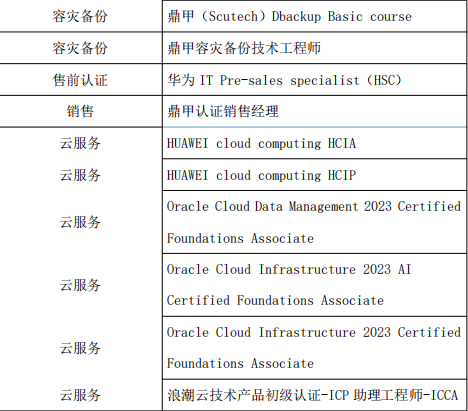 容灾备份 鼎甲（Scutech）Dbackup Basic course
容灾备份 鼎甲容灾备份技术工程师
售前认证 华为 IT Pre-sales specialist（HSC）
销售 鼎甲认证销售经理
云服务 HUAWEI cloud computing HCIA
云服务 HUAWEI cloud computing HCIP
云服务 Oracle Cloud Data Management 2023 Certified
Foundations Associate
云服务 Oracle Cloud Infrastructure 2023 AI
Certified Foundations Associate
云服务 Oracle Cloud Infrastructure 2023 Certified
Foundations Associate
云服务 浪潮云技术产品初级认证-ICP 助理工程师-ICCA